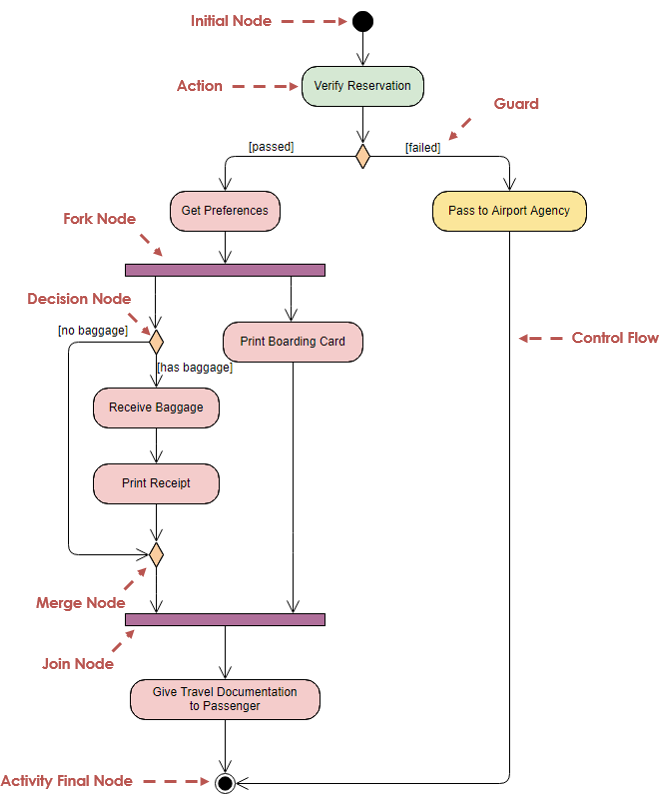 Initial Node
Action
Verify Reservation
Guard
[passed]
[failed]
Get Preferences
Pass to Airport Agency
Fork Node
Decision Node
[no baggage]
Print Boarding Card
Control Flow
[has baggage]
Receive Baggage
Print Receipt
Merge Node
Join Node
Give Travel Documentation
to Passenger
Activity Final Node